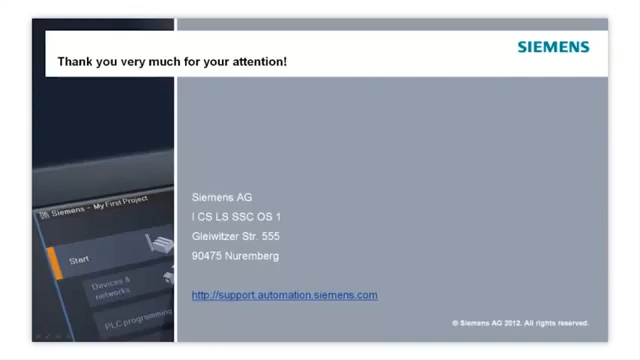 SIEMENS
Thank you very much for your attention!
Siemens AG
I CS LS SSC OS 1
Gleiwitzer Str. 555
90475 Nuremberg
http://support.automation.siemens.com
Siemens - My First Project
Start
Devices &
networks
PLC programming
© Siemens AG 2012. All rights reserved.